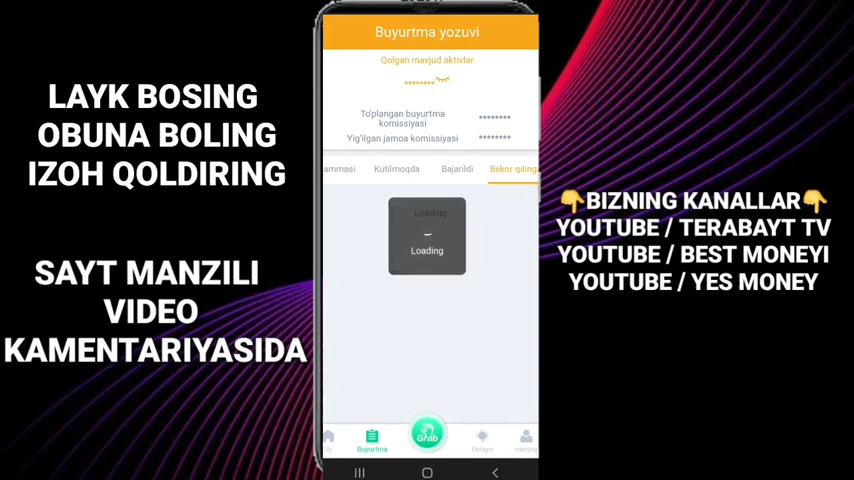 LAYK BOSING
OBUNA BOLING
IZOH QOLDIRING
SAYT MANZILI
VIDEO
KAMENTARIYASIDA
Buyurtma yozuvi
Qolgan mavjud aktivlar
********
To'plangan buyurtma
komissiyasi
********
Yig'ilgan jamoa komissiyasi
********
ammasi
Kutilmoqda
Bajarildi
Bekor qiling
Loading...
Loading
Uy
Buyurtma
Grab
Onlayn
mening
👇BIZNING KANALLAR👇
YOUTUBE / TERABAYT TV
YOUTUBE / BEST MONEYI
YOUTUBE / YES MONEY